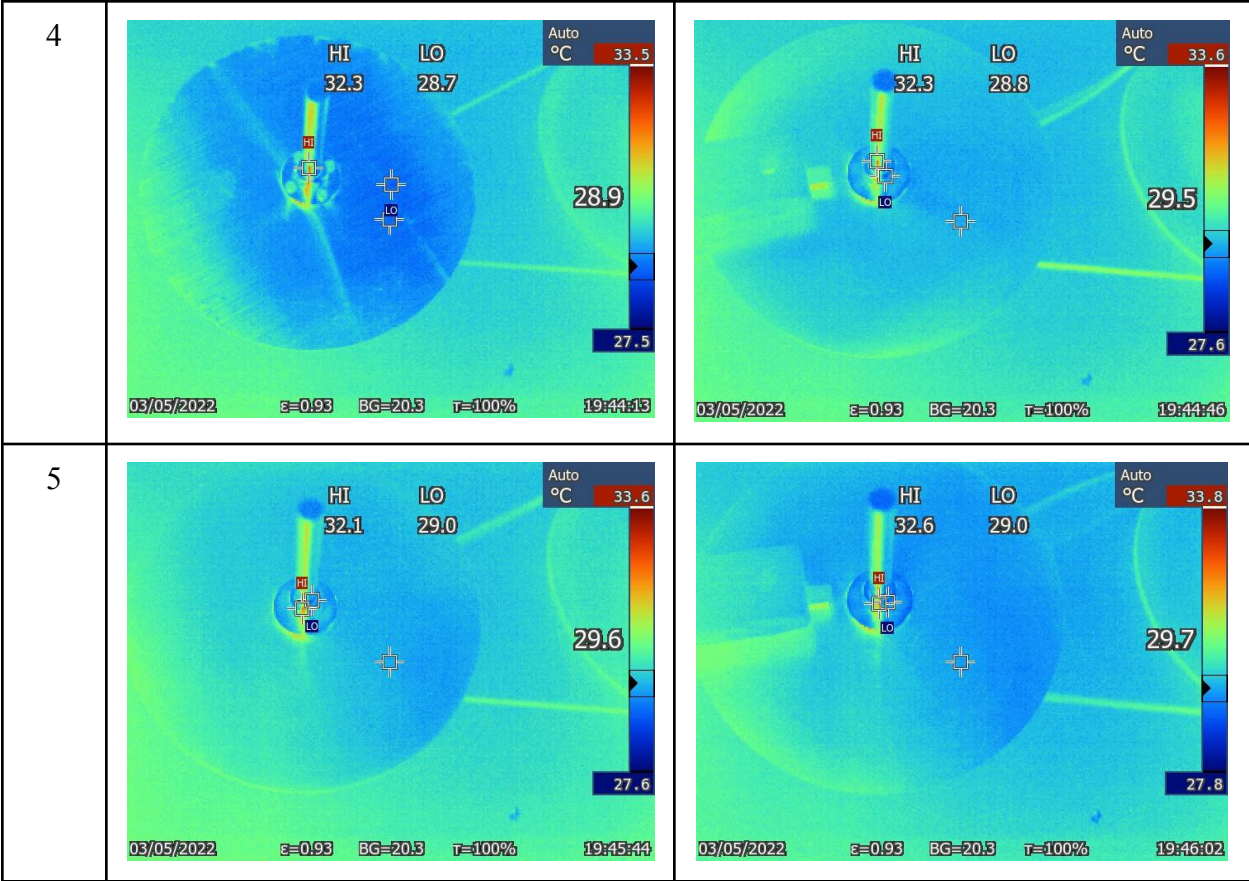 4
Auto
°C 33.5
HI LO
32.3 28.7
HI
LO
28.9
27.5
03/05/2022 ε=0.93 BG=20.3 τ=100% 19:44:13
Auto
°C 33.6
HI LO
32.3 28.8
HI
LO
29.5
27.6
03/05/2022 ε=0.93 BG=20.3 τ=100% 19:44:46
5
Auto
°C 33.6
HI LO
32.1 29.0
HI
LO
29.6
27.6
03/05/2022 ε=0.93 BG=20.3 τ=100% 19:45:44
Auto
°C 33.8
HI LO
32.6 29.0
HI
LO
29.7
27.8
03/05/2022 ε=0.93 BG=20.3 τ=100% 19:46:02